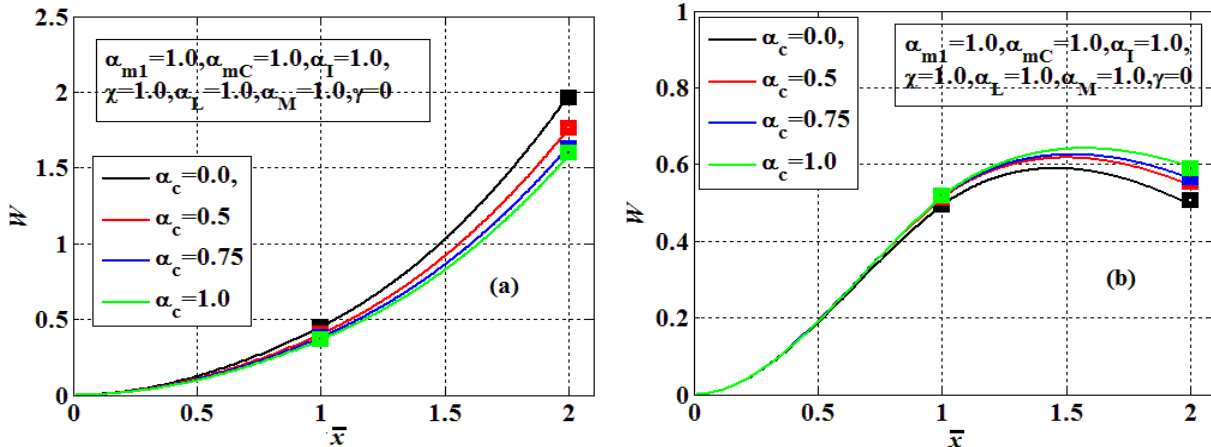 2.5
2
1.5
1
0.5
0
W
α_m1=1.0,α_mC=1.0,α_I=1.0,
χ=1.0,α_L=1.0,α_M=1.0,γ=0
α_c=0.0,
α_c=0.5
α_c=0.75
α_c=1.0
(a)
0 0.5 1 1.5 2
x̅
1
0.8
0.6
0.4
0.2
0
W
α_c=0.0,
α_c=0.5
α_c=0.75
α_c=1.0
α_m1=1.0,α_mC=1.0,α_I=1.0,
χ=1.0,α_L=1.0,α_M=1.0,γ=0
(b)
0 0.5 1 1.5 2
x̅